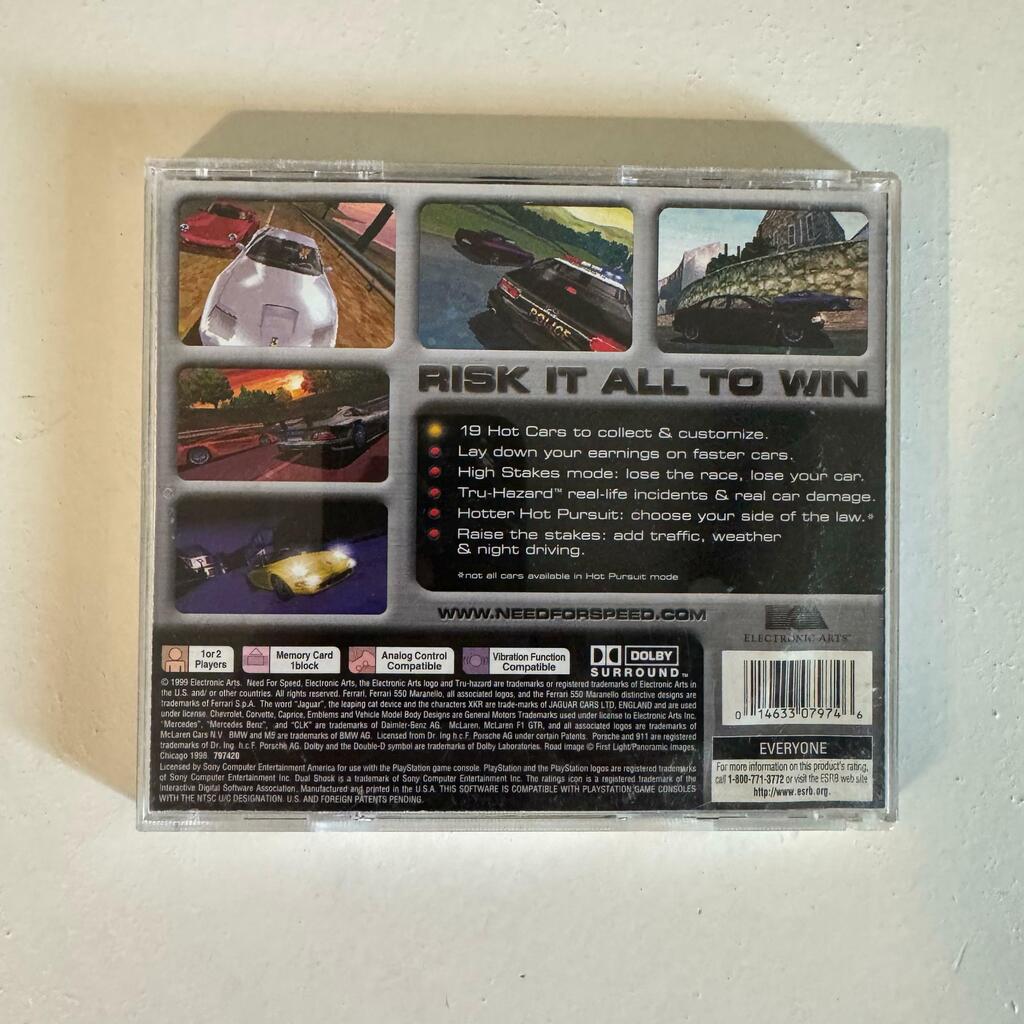 POLICE
RISK IT ALL TO WIN
19 Hot Cars to collect & customize.
Lay down your earnings on faster cars.
High Stakes mode: lose the race, lose your car.
Tru-Hazard™ real-life incidents & real car damage.
Hotter Hot Pursuit: choose your side of the law.*
Raise the stakes: add traffic, weather
& night driving.
*not all cars available in Hot Pursuit mode
WWW.NEEDFORSPEED.COM
ELECTRONIC ARTS™
1 or 2
Players
Memory Card
1block
Analog Control
Compatible
Vibration Function
Compatible
DOLBY
SURROUND™
© 1999 Electronic Arts. Need For Speed, Electronic Arts, the Electronic Arts logo and Tru-hazard are trademarks or registered trademarks of Electronic Arts in
the U.S. and/ or other countries. All rights reserved. Ferrari, Ferrari 550 Maranello, all associated logos, and the Ferrari 550 Maranello distinctive designs are
trademarks of Ferrari S.p.A. The word "Jaguar", the leaping cat device and the characters XKR are trade-marks of JAGUAR CARS LTD, ENGLAND and are used
under license. Chevrolet, Corvette, Caprice, Emblems and Vehicle Model Body Designs are General Motors Trademarks used under license to Electronic Arts Inc.
"Mercedes", "Mercedes Benz", and "CLK" are trademarks of Daimler-Benz AG. McLaren, McLaren F1 GTR, and all associated logos are trademarks of
McLaren Cars N.V. BMW and M5 are trademarks of BMW AG. Licensed from Dr. Ing h.c.F. Porsche AG under certain Patents. Porsche and 911 are registered
trademarks of Dr. Ing. h.c.F. Porsche AG. Dolby and the Double-D symbol are trademarks of Dolby Laboratories. Road image © First Light/Panoramic Images,
Chicago 1998. 797420
Licensed by Sony Computer Entertainment America for use with the PlayStation game console. PlayStation and the PlayStation logos are registered trademarks
of Sony Computer Entertainment Inc. Dual Shock is a trademark of Sony Computer Entertainment Inc. The ratings icon is a registered trademark of the
Interactive Digital Software Association. Manufactured and printed in the U.S.A. THIS SOFTWARE IS COMPATIBLE WITH PLAYSTATION GAME CONSOLES
WITH THE NTSC U/C DESIGNATION. U.S. AND FOREIGN PATENTS PENDING.
0 14633 07974 6
EVERYONE
For more information on this product's rating,
call 1-800-771-3772 or visit the ESRB web site
http://www.esrb.org.